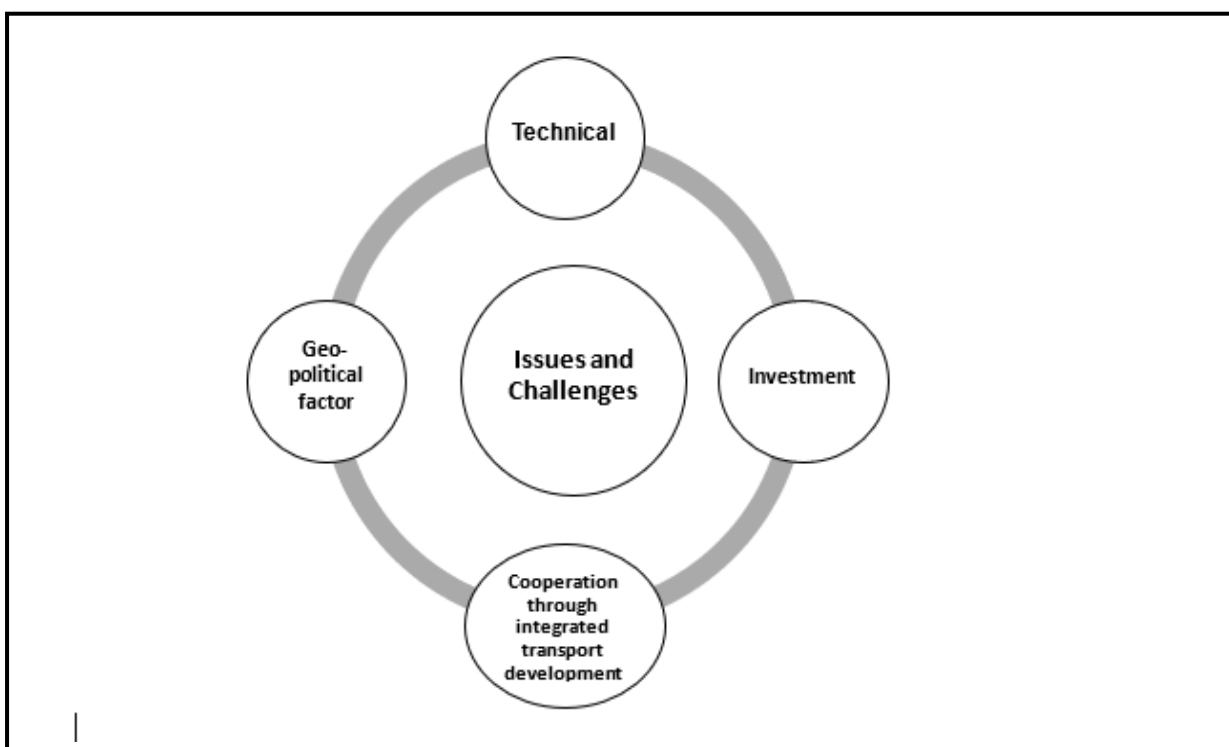 Technical
Geo-
political
factor
Issues and
Challenges
Investment
Cooperation
through
integrated
transport
development